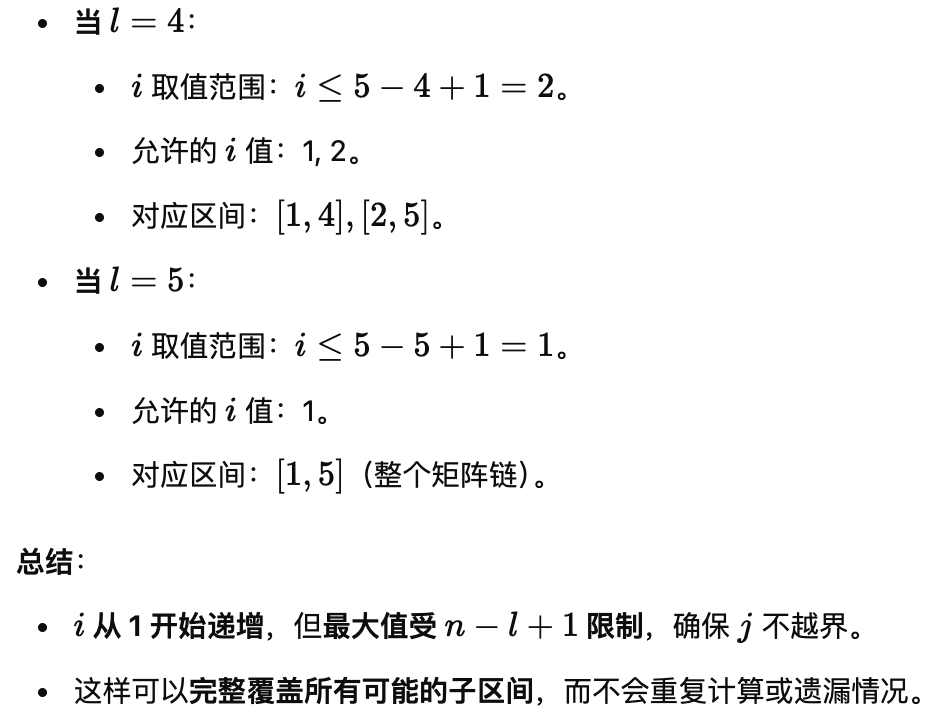 • 当 l = 4：
• i 取值范围：i ≤ 5 − 4 + 1 = 2。
• 允许的 i 值：1, 2。
• 对应区间：[1, 4], [2, 5]。
• 当 l = 5：
• i 取值范围：i ≤ 5 − 5 + 1 = 1。
• 允许的 i 值：1。
• 对应区间：[1, 5]（整个矩阵链）。
总结：
• i 从 1 开始递增，但最大值受 n − l + 1 限制，确保 j 不越界。
• 这样可以完整覆盖所有可能的子区间，而不会重复计算或遗漏情况。